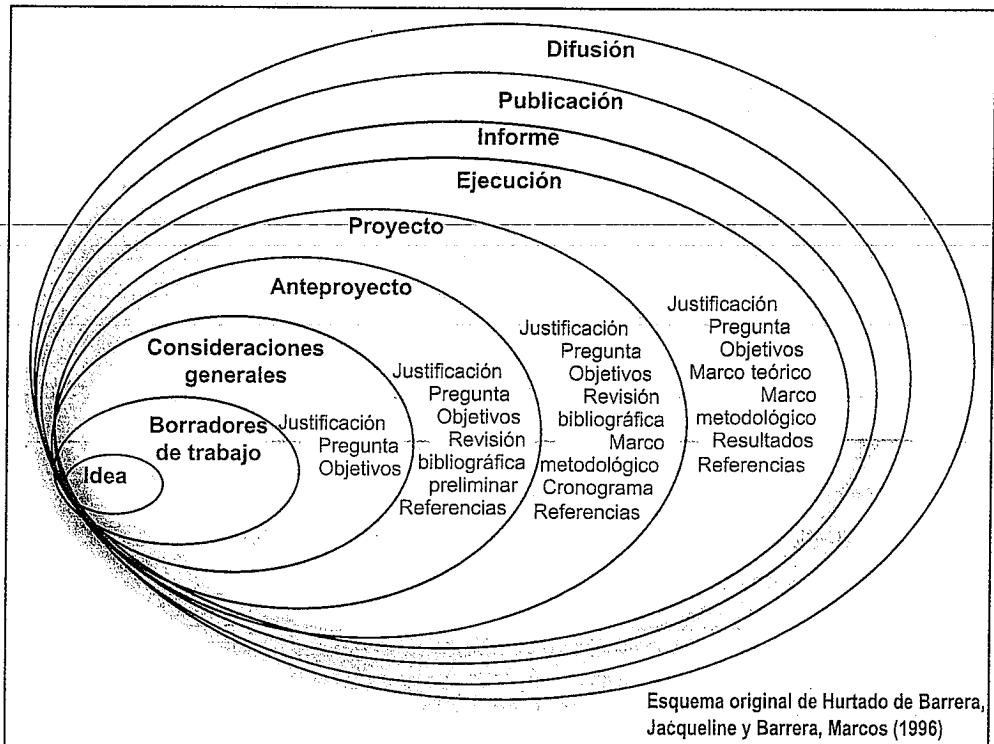 Difusión
Publicación
Informe
Ejecución
Proyecto
Anteproyecto
Consideraciones
generales
Borradores
de trabajo
Idea
Justificación
Pregunta
Objetivos
Justificación
Pregunta
Objetivos
Revisión
bibliográfica
preliminar
Referencias
Justificación
Pregunta
Objetivos
Revisión
bibliográfica
Marco
metodológico
Cronograma
Referencias
Justificación
Pregunta
Objetivos
Marco teórico
Marco
metodológico
Resultados
Referencias
Esquema original de Hurtado de Barrera,
Jacqueline y Barrera, Marcos (1996)